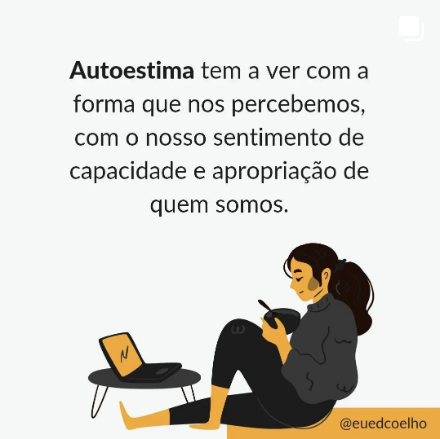 Autoestima tem a ver com a
forma que nos percebemos,
com o nosso sentimento de
capacidade e apropriação de
quem somos.
N
@euedcoelho